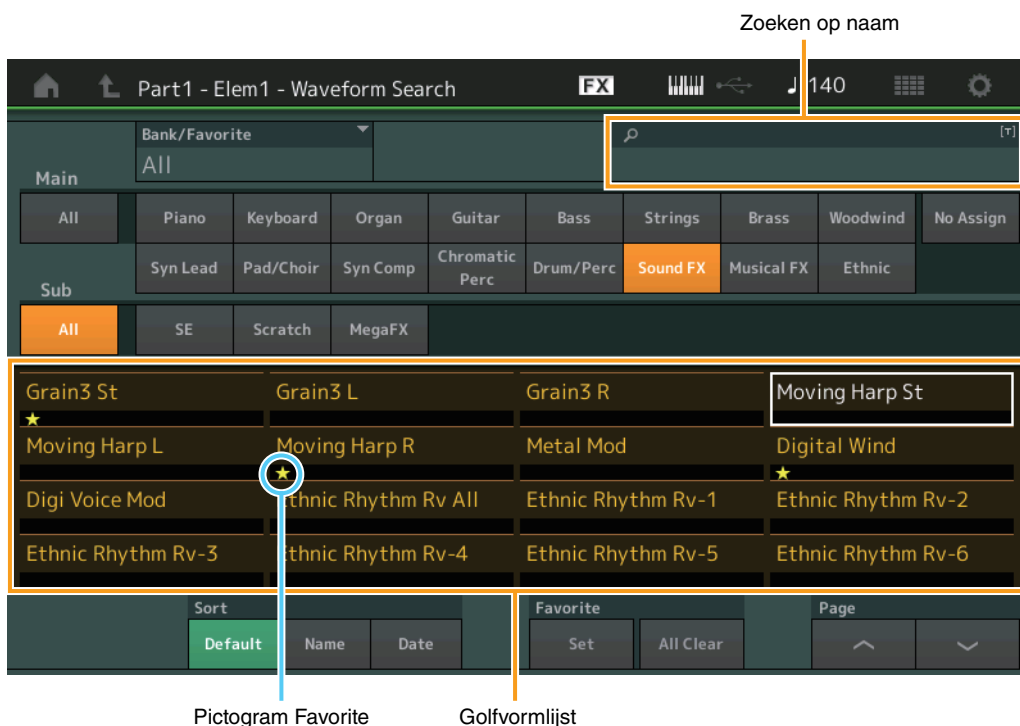 Zoeken op naam
Part1 - Elem1 - Waveform Search FX 140
Bank/Favorite
All
[T]
Main
All Piano Keyboard Organ Guitar Bass Strings Brass Woodwind No Assign
Syn Lead Pad/Choir Syn Comp Chromatic Perc Drum/Perc Sound FX Musical FX Ethnic
Sub
All SE Scratch MegaFX
Grain3 St Grain3 L Grain3 R Moving Harp St
Moving Harp L Moving Harp R Metal Mod Digital Wind
Digi Voice Mod Ethnic Rhythm Rv All Ethnic Rhythm Rv-1 Ethnic Rhythm Rv-2
Ethnic Rhythm Rv-3 Ethnic Rhythm Rv-4 Ethnic Rhythm Rv-5 Ethnic Rhythm Rv-6
Sort Favorite Page
Default Name Date Set All Clear
Pictogram Favorite Golfvormlijst